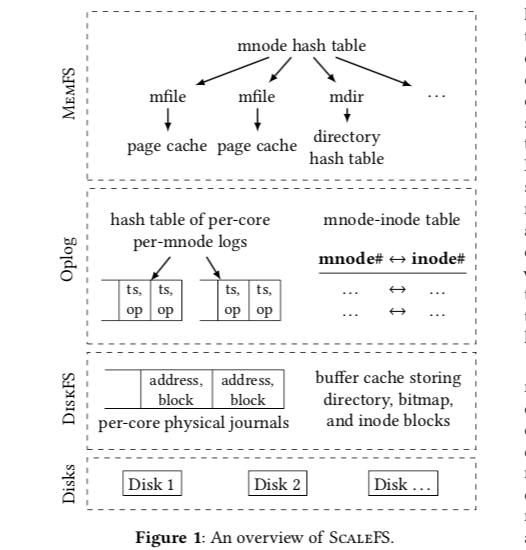 MEMFS
mnode hash table
mfile mfile mdir ...
page cache page cache directory
hash table
Oplog
hash table of per-core
per-mnode logs
ts, ts, ts, ts,
op op op op
mnode-inode table
mnode# ↔ inode#
... ↔ ...
... ↔ ...
DISKFS
address, address,
block block
per-core physical journals
buffer cache storing
directory, bitmap,
and inode blocks
Disks
Disk 1 Disk 2 Disk ...
Figure 1: An overview of SCALEFS.